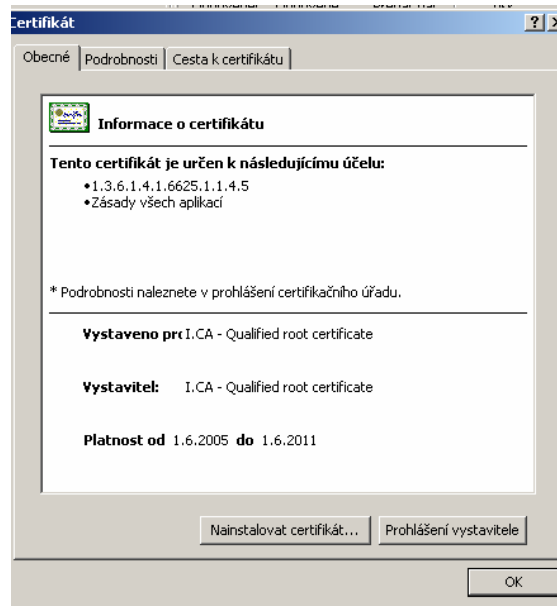 Certifikát
Obecné Podrobnosti Cesta k certifikátu
Informace o certifikátu
Tento certifikát je určen k následujícímu účelu:
•1.3.6.1.4.1.6625.1.1.4.5
•Zásady všech aplikací
* Podrobnosti naleznete v prohlášení certifikačního úřadu.
Vystaveno pro I.CA - Qualified root certificate
Vystavitel: I.CA - Qualified root certificate
Platnost od 1.6.2005 do 1.6.2011
Nainstalovat certifikát... Prohlášení vystavitele
OK